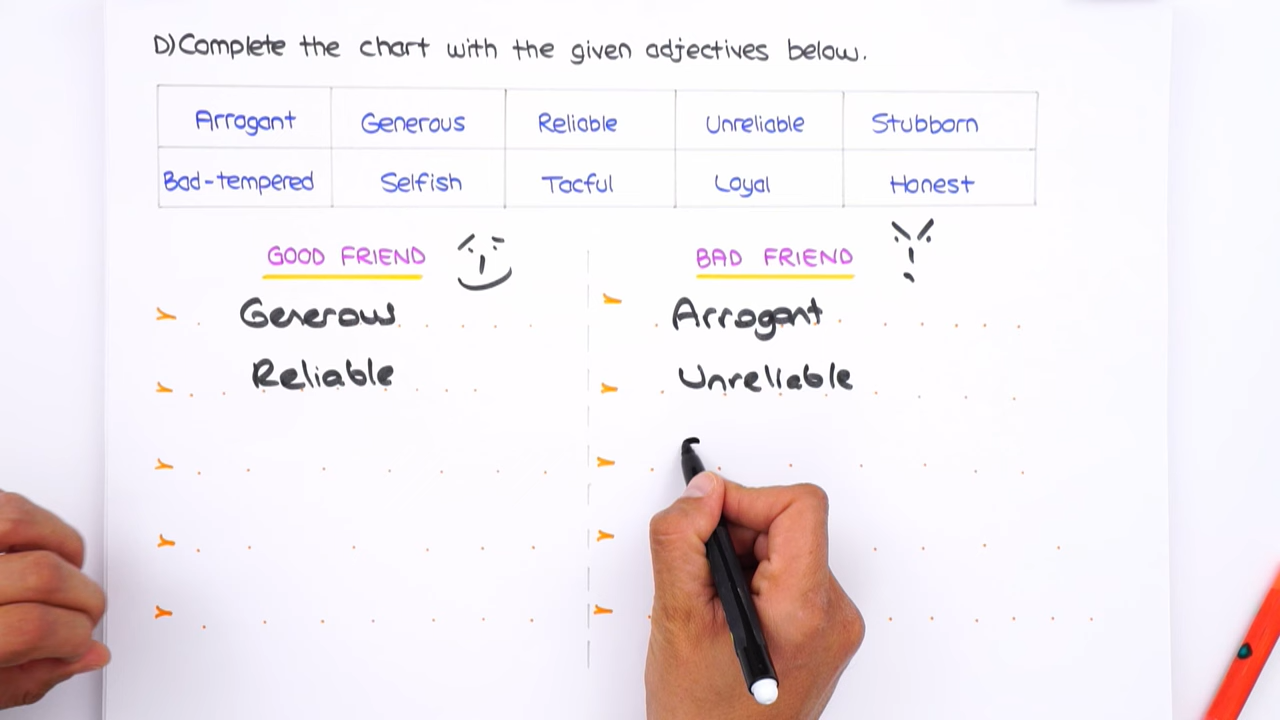 D) Complete the chart with the given adjectives below.
Arrogant Generous Reliable Unreliable Stubborn
Bad-tempered Selfish Tacful Loyal Honest
GOOD FRIEND BAD FRIEND
Generous Arrogant
Reliable Unreliable